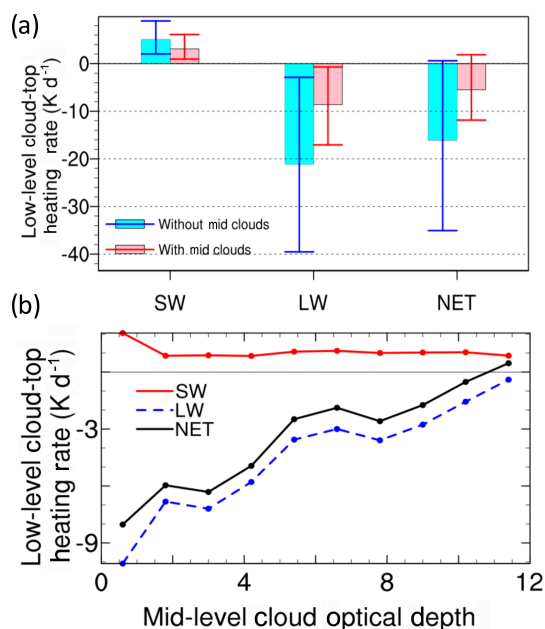 (a)
Low-level cloud-top
heating rate (K d⁻¹)
0
-10
-20
-30
-40
Without mid clouds
With mid clouds
SW LW NET
(b)
Low-level cloud-top
heating rate (K d⁻¹)
-3
-9
SW
LW
NET
0 4 8 12
Mid-level cloud optical depth